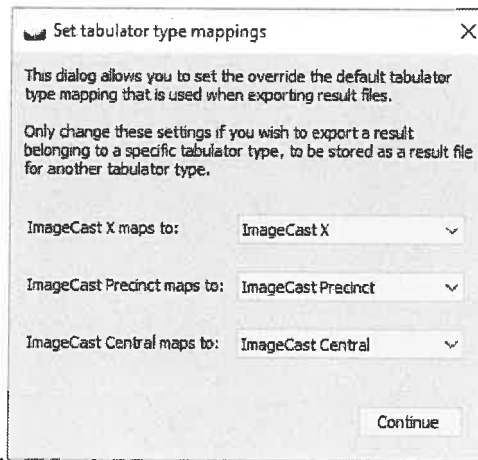 Set tabulator type mappings
This dialog allows you to set the override the default tabulator
type mapping that is used when exporting result files.
Only change these settings if you wish to export a result
belonging to a specific tabulator type, to be stored as a result file
for another tabulator type.
ImageCast X maps to: ImageCast X
ImageCast Precinct maps to: ImageCast Precinct
ImageCast Central maps to: ImageCast Central
Continue